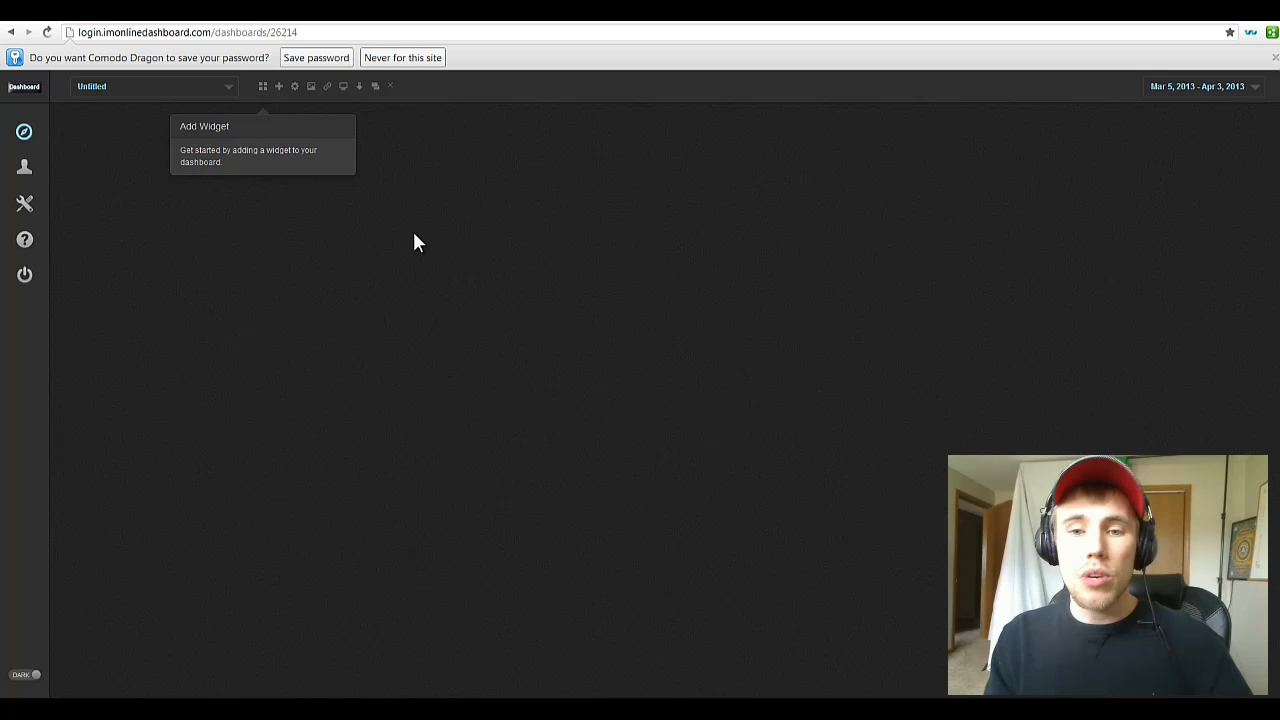 login.imonlinedashboard.com/dashboards/26214
Do you want Comodo Dragon to save your password? Save password Never for this site
Dashboard Untitled Mar 5, 2013 - Apr 3, 2013
Add Widget
Get started by adding a widget to your
dashboard.
DARK